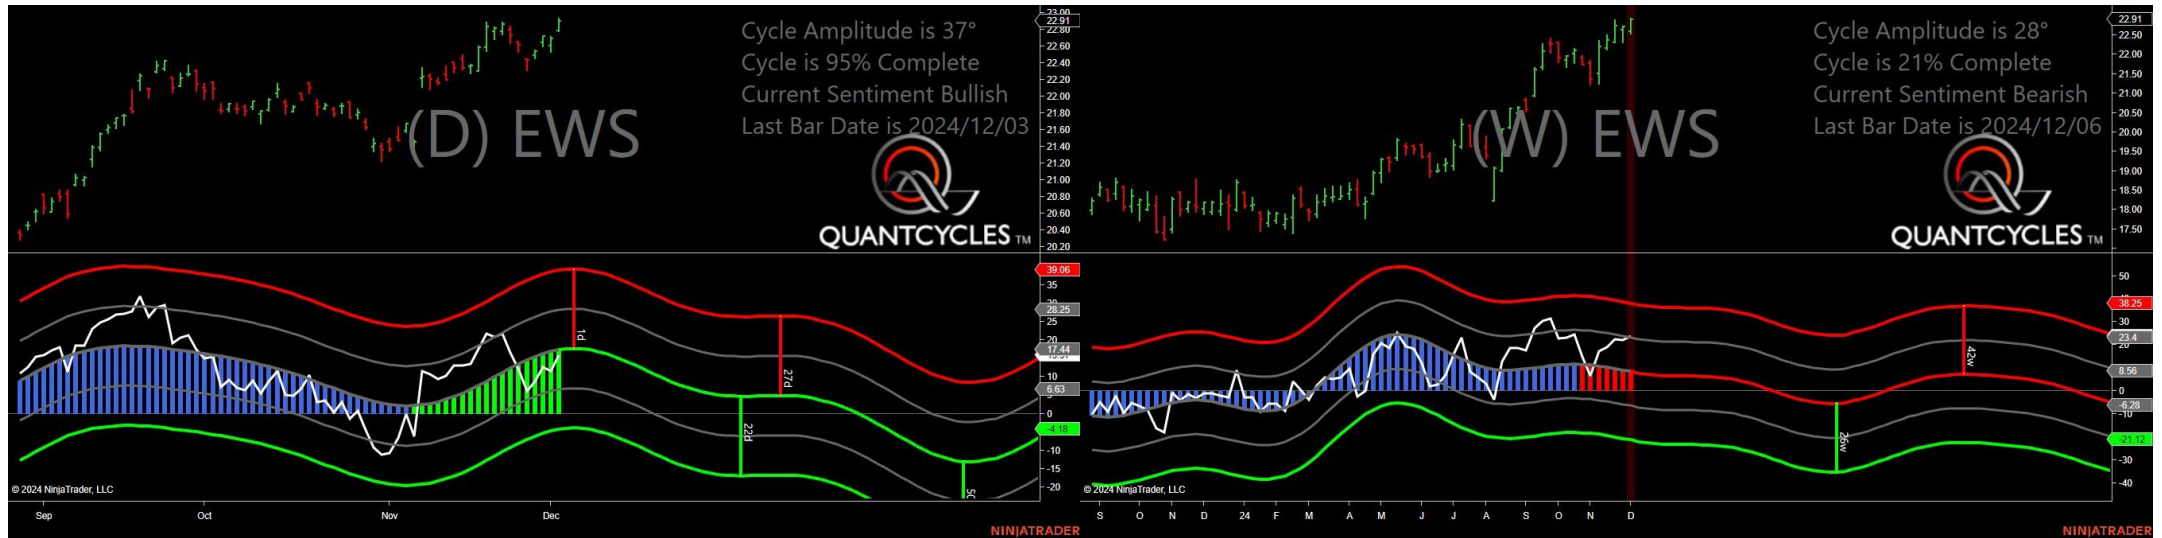 Cycle Amplitude is 37°
Cycle is 95% Complete
Current Sentiment Bullish
Last Bar Date is 2024/12/03
(D) EWS
QUANTCYCLES TM
23.00
22.91
22.80
22.60
22.40
22.20
22.00
21.80
21.60
21.40
21.20
21.00
20.80
20.60
20.40
20.20
39.06
35
28.25
25
20
17.44
10
6.63
0
-4.18
-10
-15
-20
1d
27d
22d
50
© 2024 NinjaTrader, LLC
Sep Oct Nov Dec
NINJATRADER
Cycle Amplitude is 28°
Cycle is 21% Complete
Current Sentiment Bearish
Last Bar Date is 2024/12/06
(W) EWS
QUANTCYCLES TM
22.91
22.50
22.00
21.50
21.00
20.50
20.00
19.50
19.00
18.50
18.00
17.50
50
38.25
30
23.4
20
8.56
0
-6.28
-10
-21.12
-30
-40
42w
26w
© 2024 NinjaTrader, LLC
S O N D 24 F M A M J J A S O N D
NINJATRADER